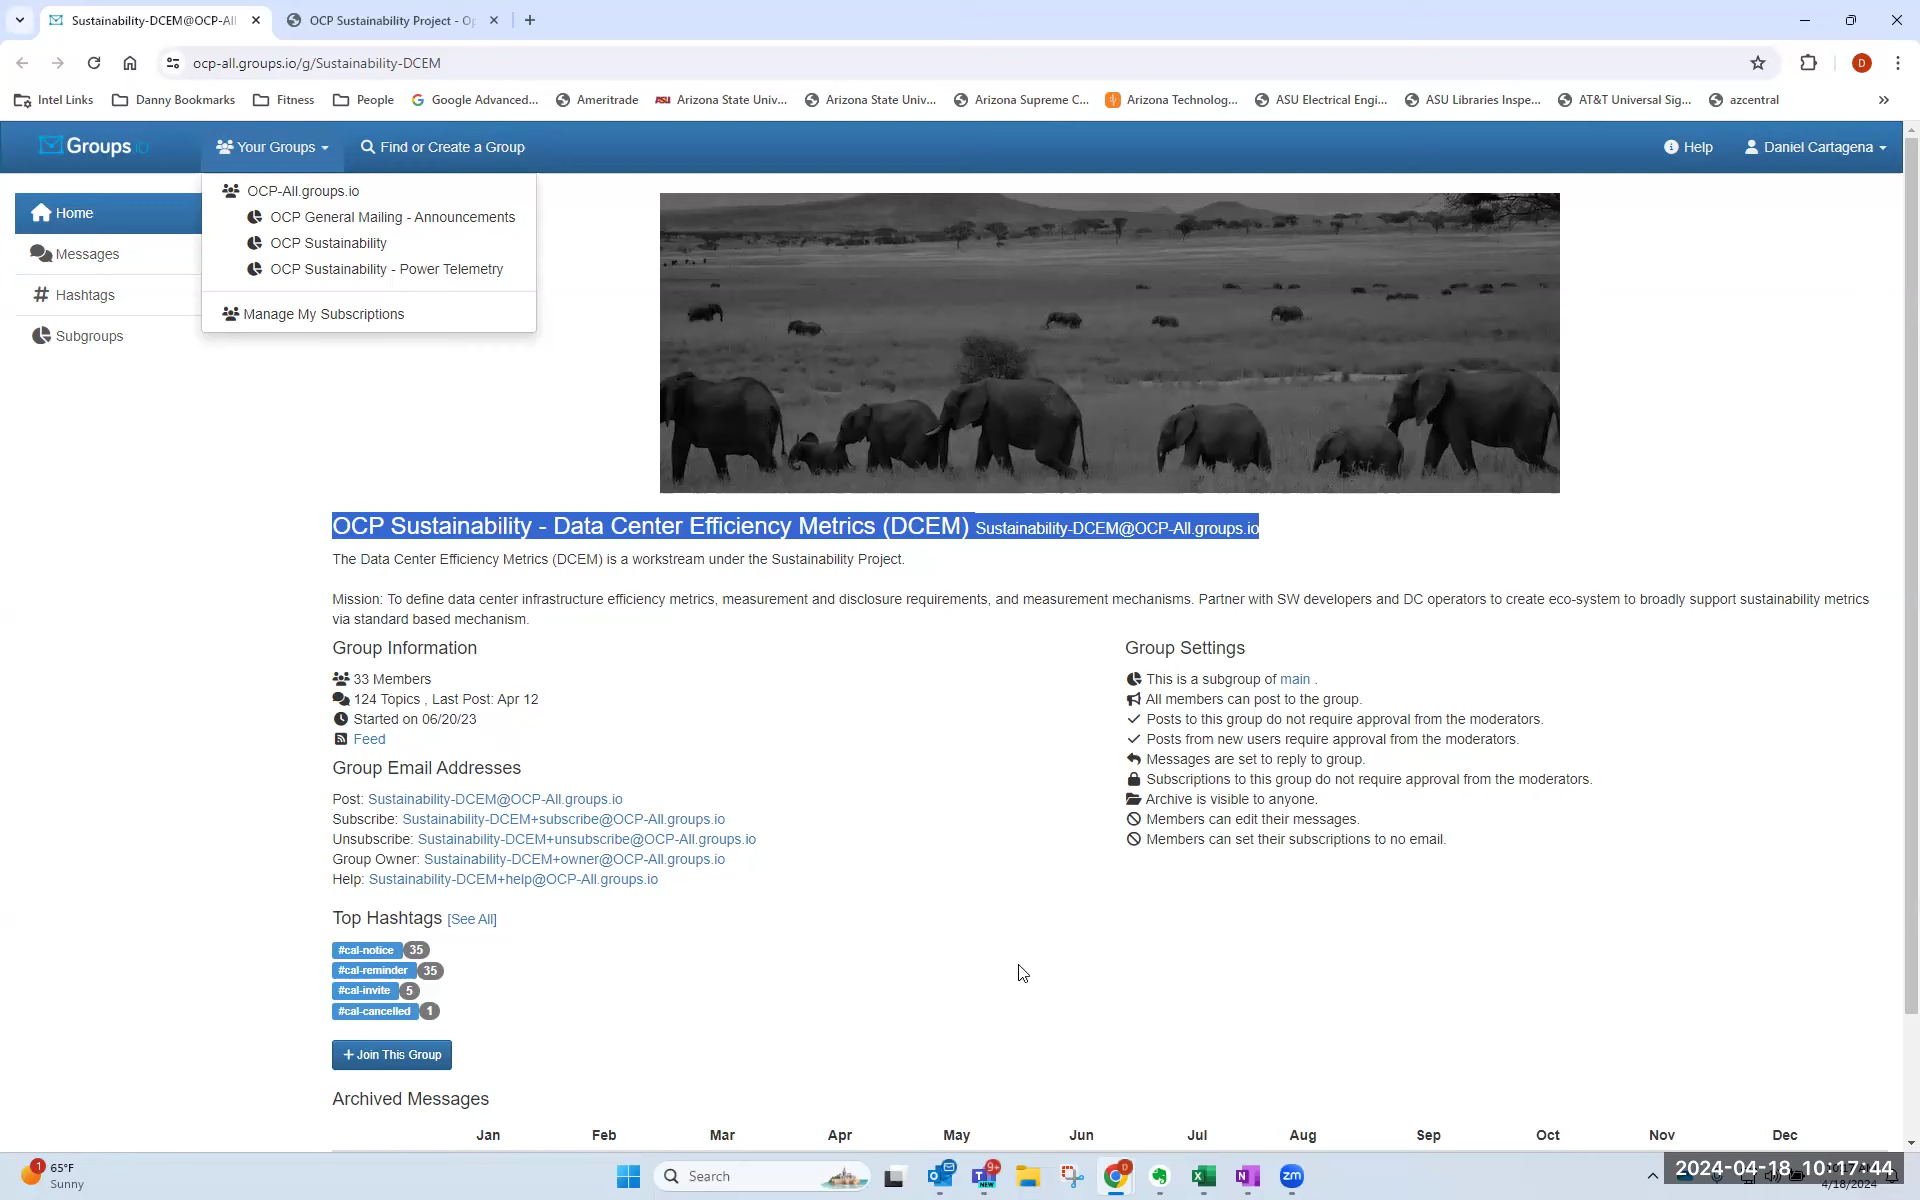 Sustainability-DCEM@OCP-All
OCP Sustainability Project - Op
ocp-all.groups.io/g/Sustainability-DCEM
D
Intel Links
Danny Bookmarks
Fitness
People
Google Advanced...
Ameritrade
Arizona State Univ...
Arizona State Univ...
Arizona Supreme C...
Arizona Technolog...
ASU Electrical Engi...
ASU Libraries Inspe...
AT&T Universal Sig...
azcentral
Groups.io
Your Groups
Find or Create a Group
Help
Daniel Cartagena
OCP-All.groups.io
OCP General Mailing - Announcements
OCP Sustainability
OCP Sustainability - Power Telemetry
Manage My Subscriptions
Home
Messages
Hashtags
Subgroups
OCP Sustainability - Data Center Efficiency Metrics (DCEM) Sustainability-DCEM@OCP-All.groups.io
The Data Center Efficiency Metrics (DCEM) is a workstream under the Sustainability Project.
Mission: To define data center infrastructure efficiency metrics, measurement and disclosure requirements, and measurement mechanisms. Partner with SW developers and DC operators to create eco-system to broadly support sustainability metrics
via standard based mechanism.
Group Information
33 Members
124 Topics , Last Post: Apr 12
Started on 06/20/23
Feed
Group Email Addresses
Post: Sustainability-DCEM@OCP-All.groups.io
Subscribe: Sustainability-DCEM+subscribe@OCP-All.groups.io
Unsubscribe: Sustainability-DCEM+unsubscribe@OCP-All.groups.io
Group Owner: Sustainability-DCEM+owner@OCP-All.groups.io
Help: Sustainability-DCEM+help@OCP-All.groups.io
Group Settings
This is a subgroup of main .
All members can post to the group.
Posts to this group do not require approval from the moderators.
Posts from new users require approval from the moderators.
Messages are set to reply to group.
Subscriptions to this group do not require approval from the moderators.
Archive is visible to anyone.
Members can edit their messages.
Members can set their subscriptions to no email.
Top Hashtags [See All]
#cal-notice 35
#cal-reminder 35
#cal-invite 5
#cal-cancelled 1
+ Join This Group
Archived Messages
Jan Feb Mar Apr May Jun Jul Aug Sep Oct Nov Dec
1
65°F
Sunny
Search
9+
NEW
D
zm
2024-04-18 10:17:44
4/18/2024